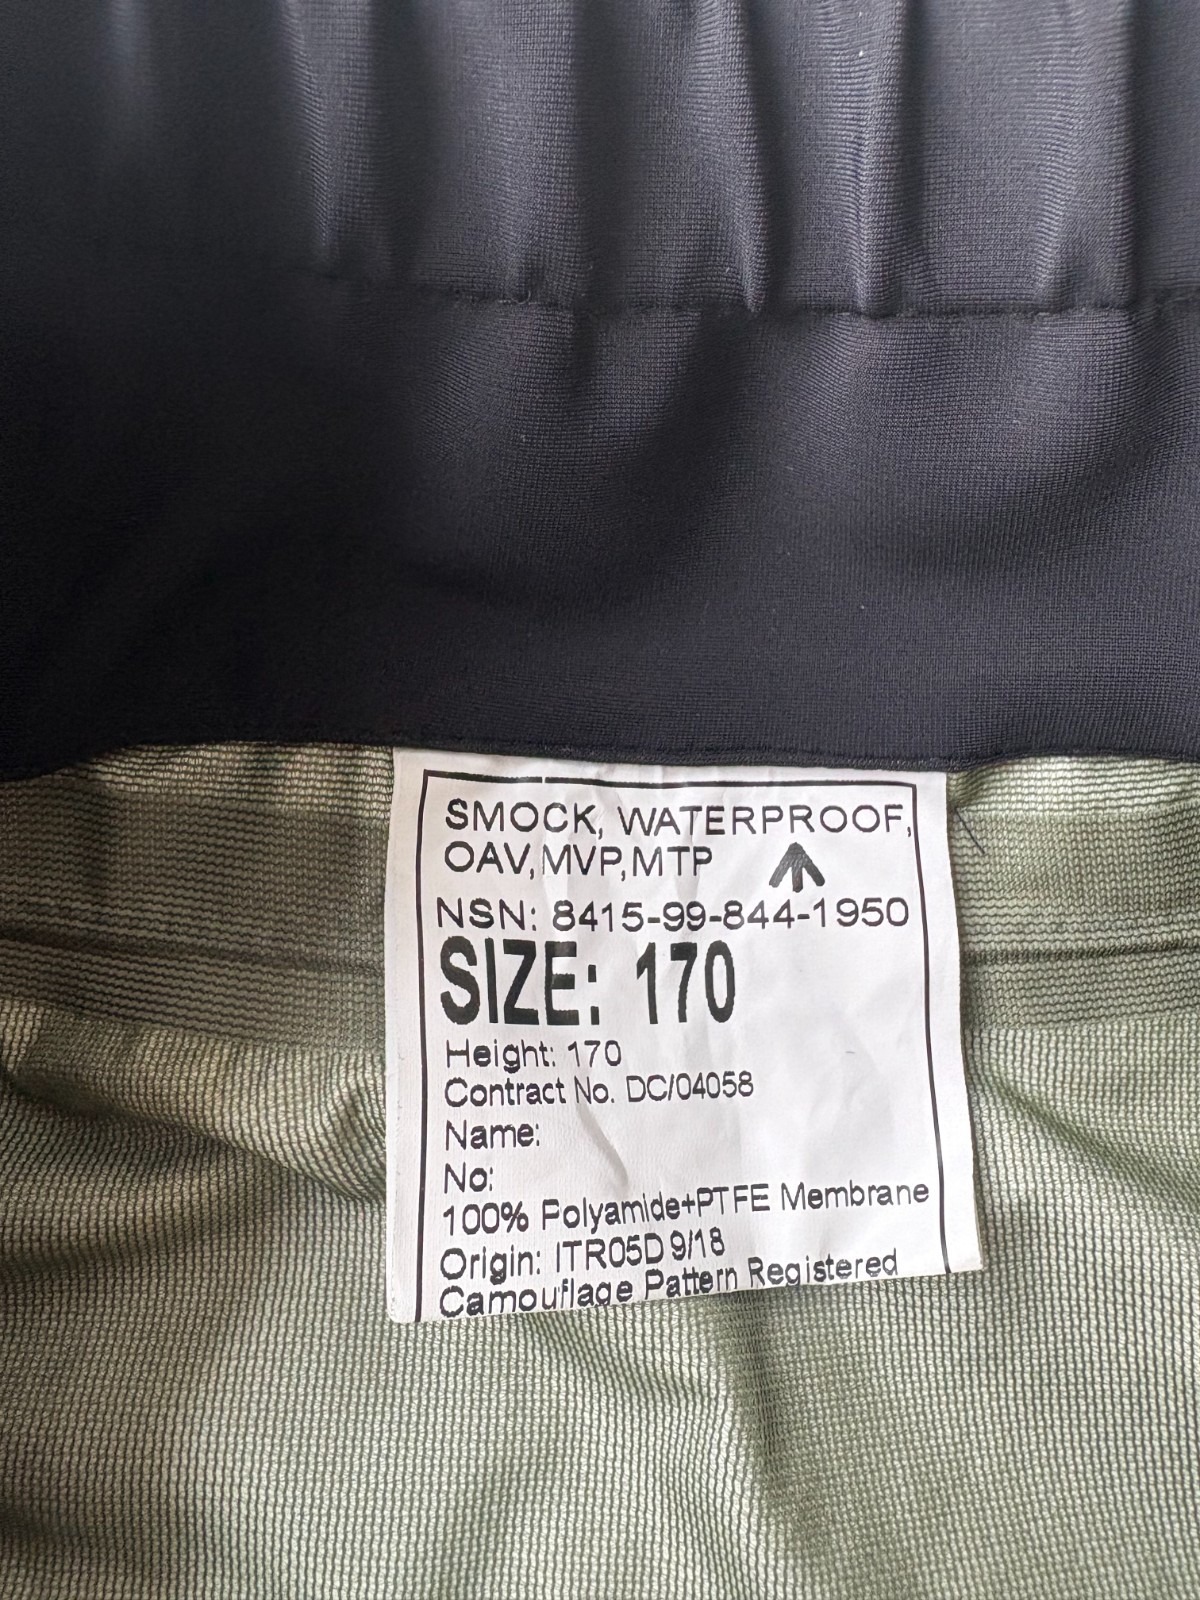 SMOCK, WATERPROOF,
OAV, MVP, MTP
NSN: 8415-99-844-1950
SIZE: 170
Height: 170
Contract No. DC/04058
Name:
No:
100% Polyamide+PTFE Membrane
Origin: ITR05D 9/18
Camouflage Pattern Registered